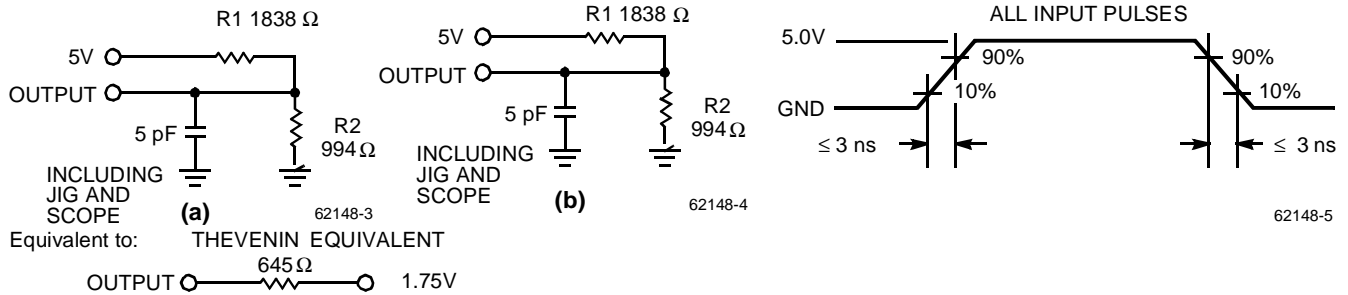 R1 1838 Ω
5V
OUTPUT
5 pF
R2
994 Ω
INCLUDING
JIG AND
SCOPE
(a)
62148-3
R1 1838 Ω
5V
OUTPUT
5 pF
R2
994 Ω
INCLUDING
JIG AND
SCOPE
(b)
62148-4
ALL INPUT PULSES
5.0V
90%
10%
GND
90%
10%
≤ 3 ns
≤ 3 ns
62148-5
Equivalent to: THEVENIN EQUIVALENT
645 Ω
OUTPUT
1.75V